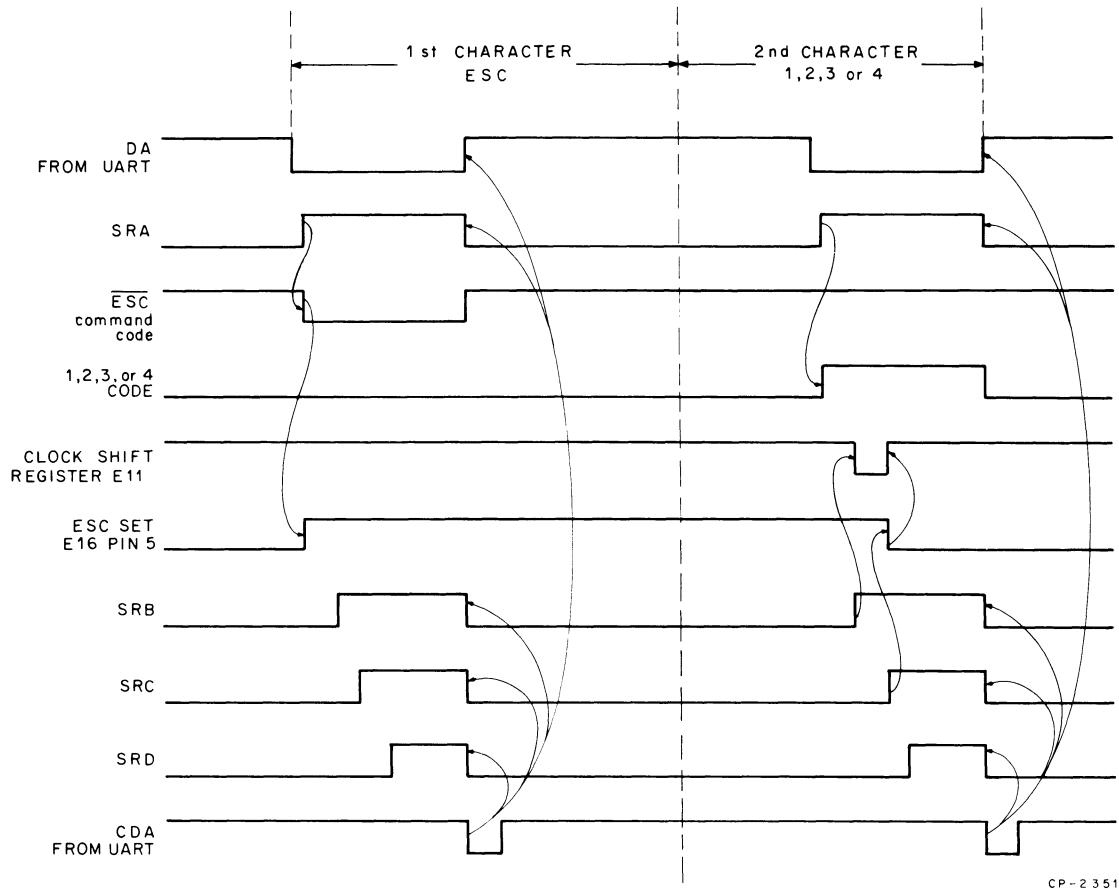 1st CHARACTER
ESC
2nd CHARACTER
1,2,3 or 4
DA
FROM UART
SRA
ESC
command
code
1,2,3, or 4
CODE
CLOCK SHIFT
REGISTER E11
ESC SET
E16 PIN 5
SRB
SRC
SRD
CDA
FROM UART
CP-2351